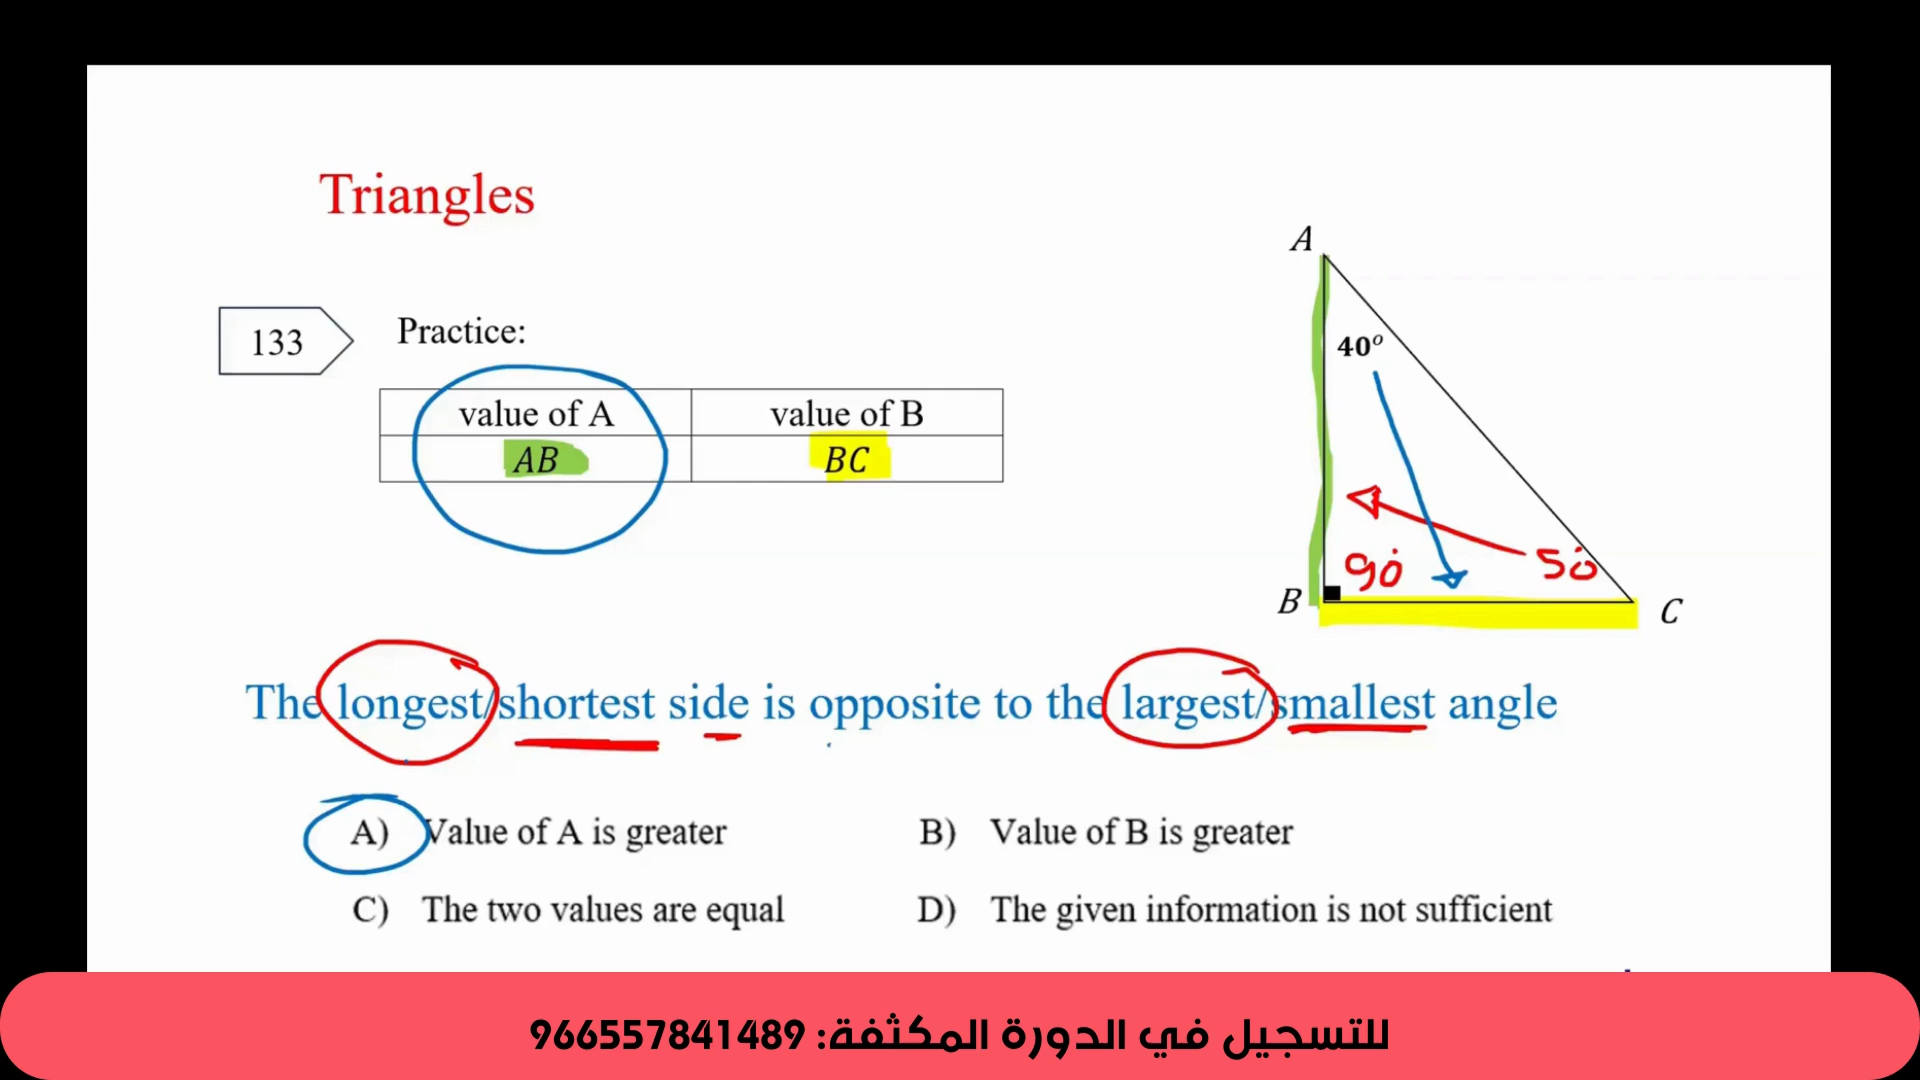 Triangles
A
133
Practice:
40°
value of A
value of B
AB
BC
90°
50°
B
C
The longest/shortest side is opposite to the largest/smallest angle
A) Value of A is greater
B) Value of B is greater
C) The two values are equal
D) The given information is not sufficient
للتسجيل في الدورة المكثفة: 966557841489